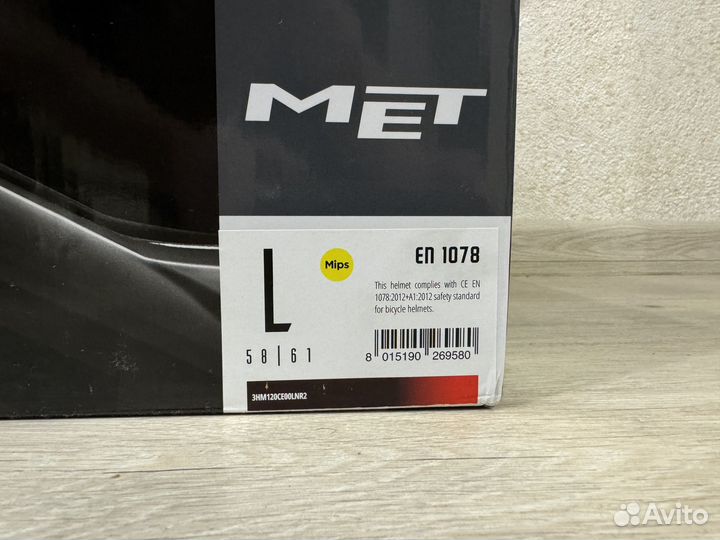 MET
L
Mips
EN 1078
This helmet complies with CE EN
1078:2012+A1:2012 safety standard
for bicycle helmets.
58|61
8 015190 269580
3HM120CE00LNR2
Avito